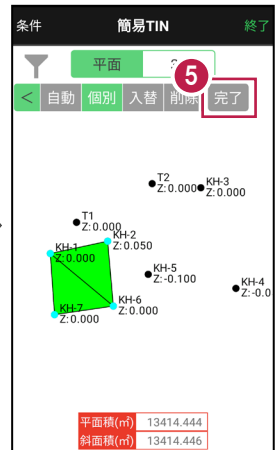 条件 簡易TIN 終了
平面
5
< 自動 個別 入替 削除 完了
T2
Z:0.000
KH-3
Z:0.000
T1
Z:0.000
KH-2
Z:0.050
KH-1
Z:0.000
KH-5
Z:-0.100
KH-4
Z:-0.0
KH-6
Z:0.000
KH-7
Z:0.000
平面積(㎡) 13414.444
斜面積(㎡) 13414.446